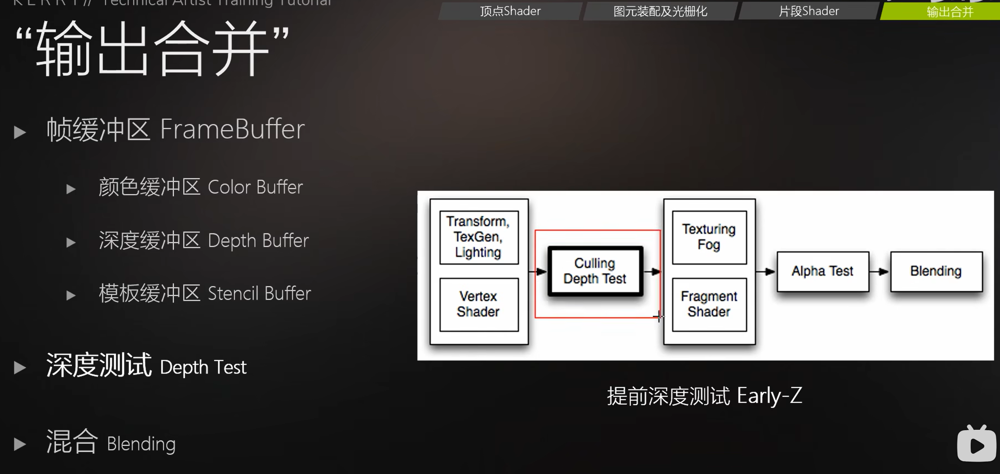 KERRY// Technical Artist Training Tutorial
顶点Shader
图元装配及光栅化
片段Shader
输出合并
“输出合并”
帧缓冲区 FrameBuffer
颜色缓冲区 Color Buffer
深度缓冲区 Depth Buffer
模板缓冲区 Stencil Buffer
深度测试 Depth Test
混合 Blending
Transform,
TexGen,
Lighting
Vertex
Shader
Culling
Depth Test
Texturing
Fog
Fragment
Shader
Alpha Test
Blending
提前深度测试 Early-Z